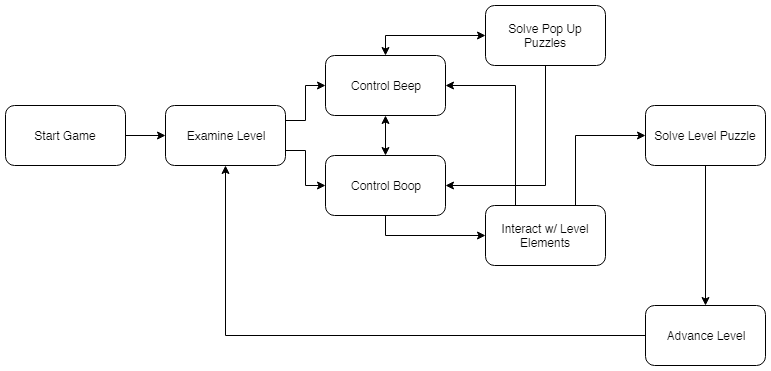 Solve Pop Up
Puzzles
Control Beep
Start Game
Examine Level
Solve Level Puzzle
Control Boop
Interact w/ Level
Elements
Advance Level